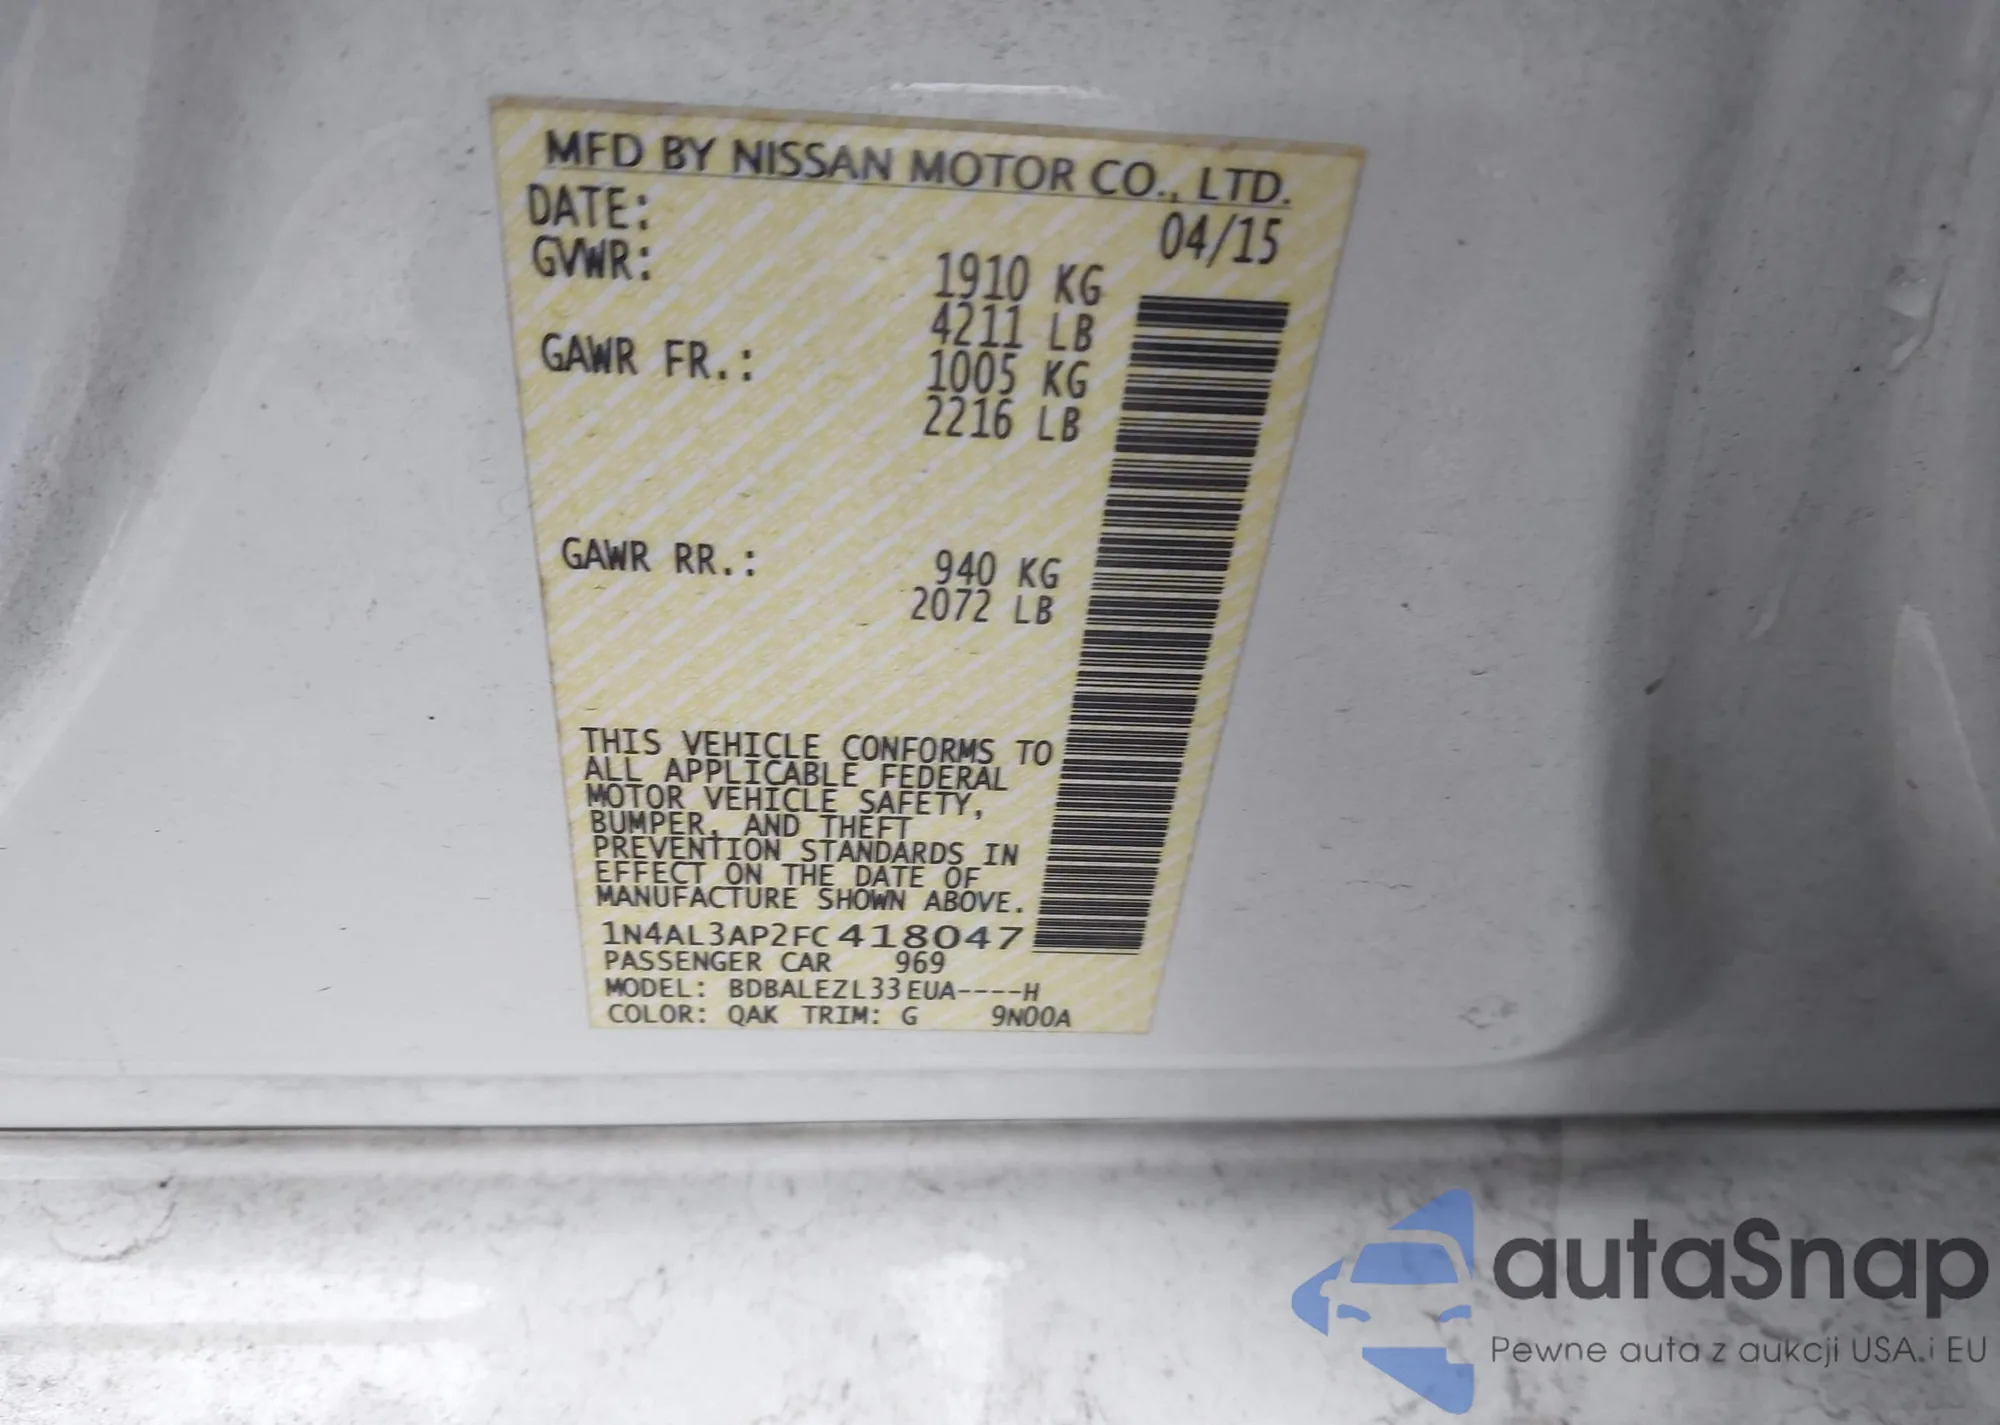 MFD BY NISSAN MOTOR CO., LTD.
DATE: 04/15
GVWR: 1910 KG
4211 LB
GAWR FR.: 1005 KG
2216 LB
GAWR RR.: 940 KG
2072 LB
THIS VEHICLE CONFORMS TO
ALL APPLICABLE FEDERAL
MOTOR VEHICLE SAFETY,
BUMPER, AND THEFT
PREVENTION STANDARDS IN
EFFECT ON THE DATE OF
MANUFACTURE SHOWN ABOVE.
1N4AL3AP2FC418047
PASSENGER CAR 969
MODEL: BDBALEZL33EUA----H
COLOR: QAK TRIM: G 9N00A
autaSnap
Pewne auta z aukcji USA i EU